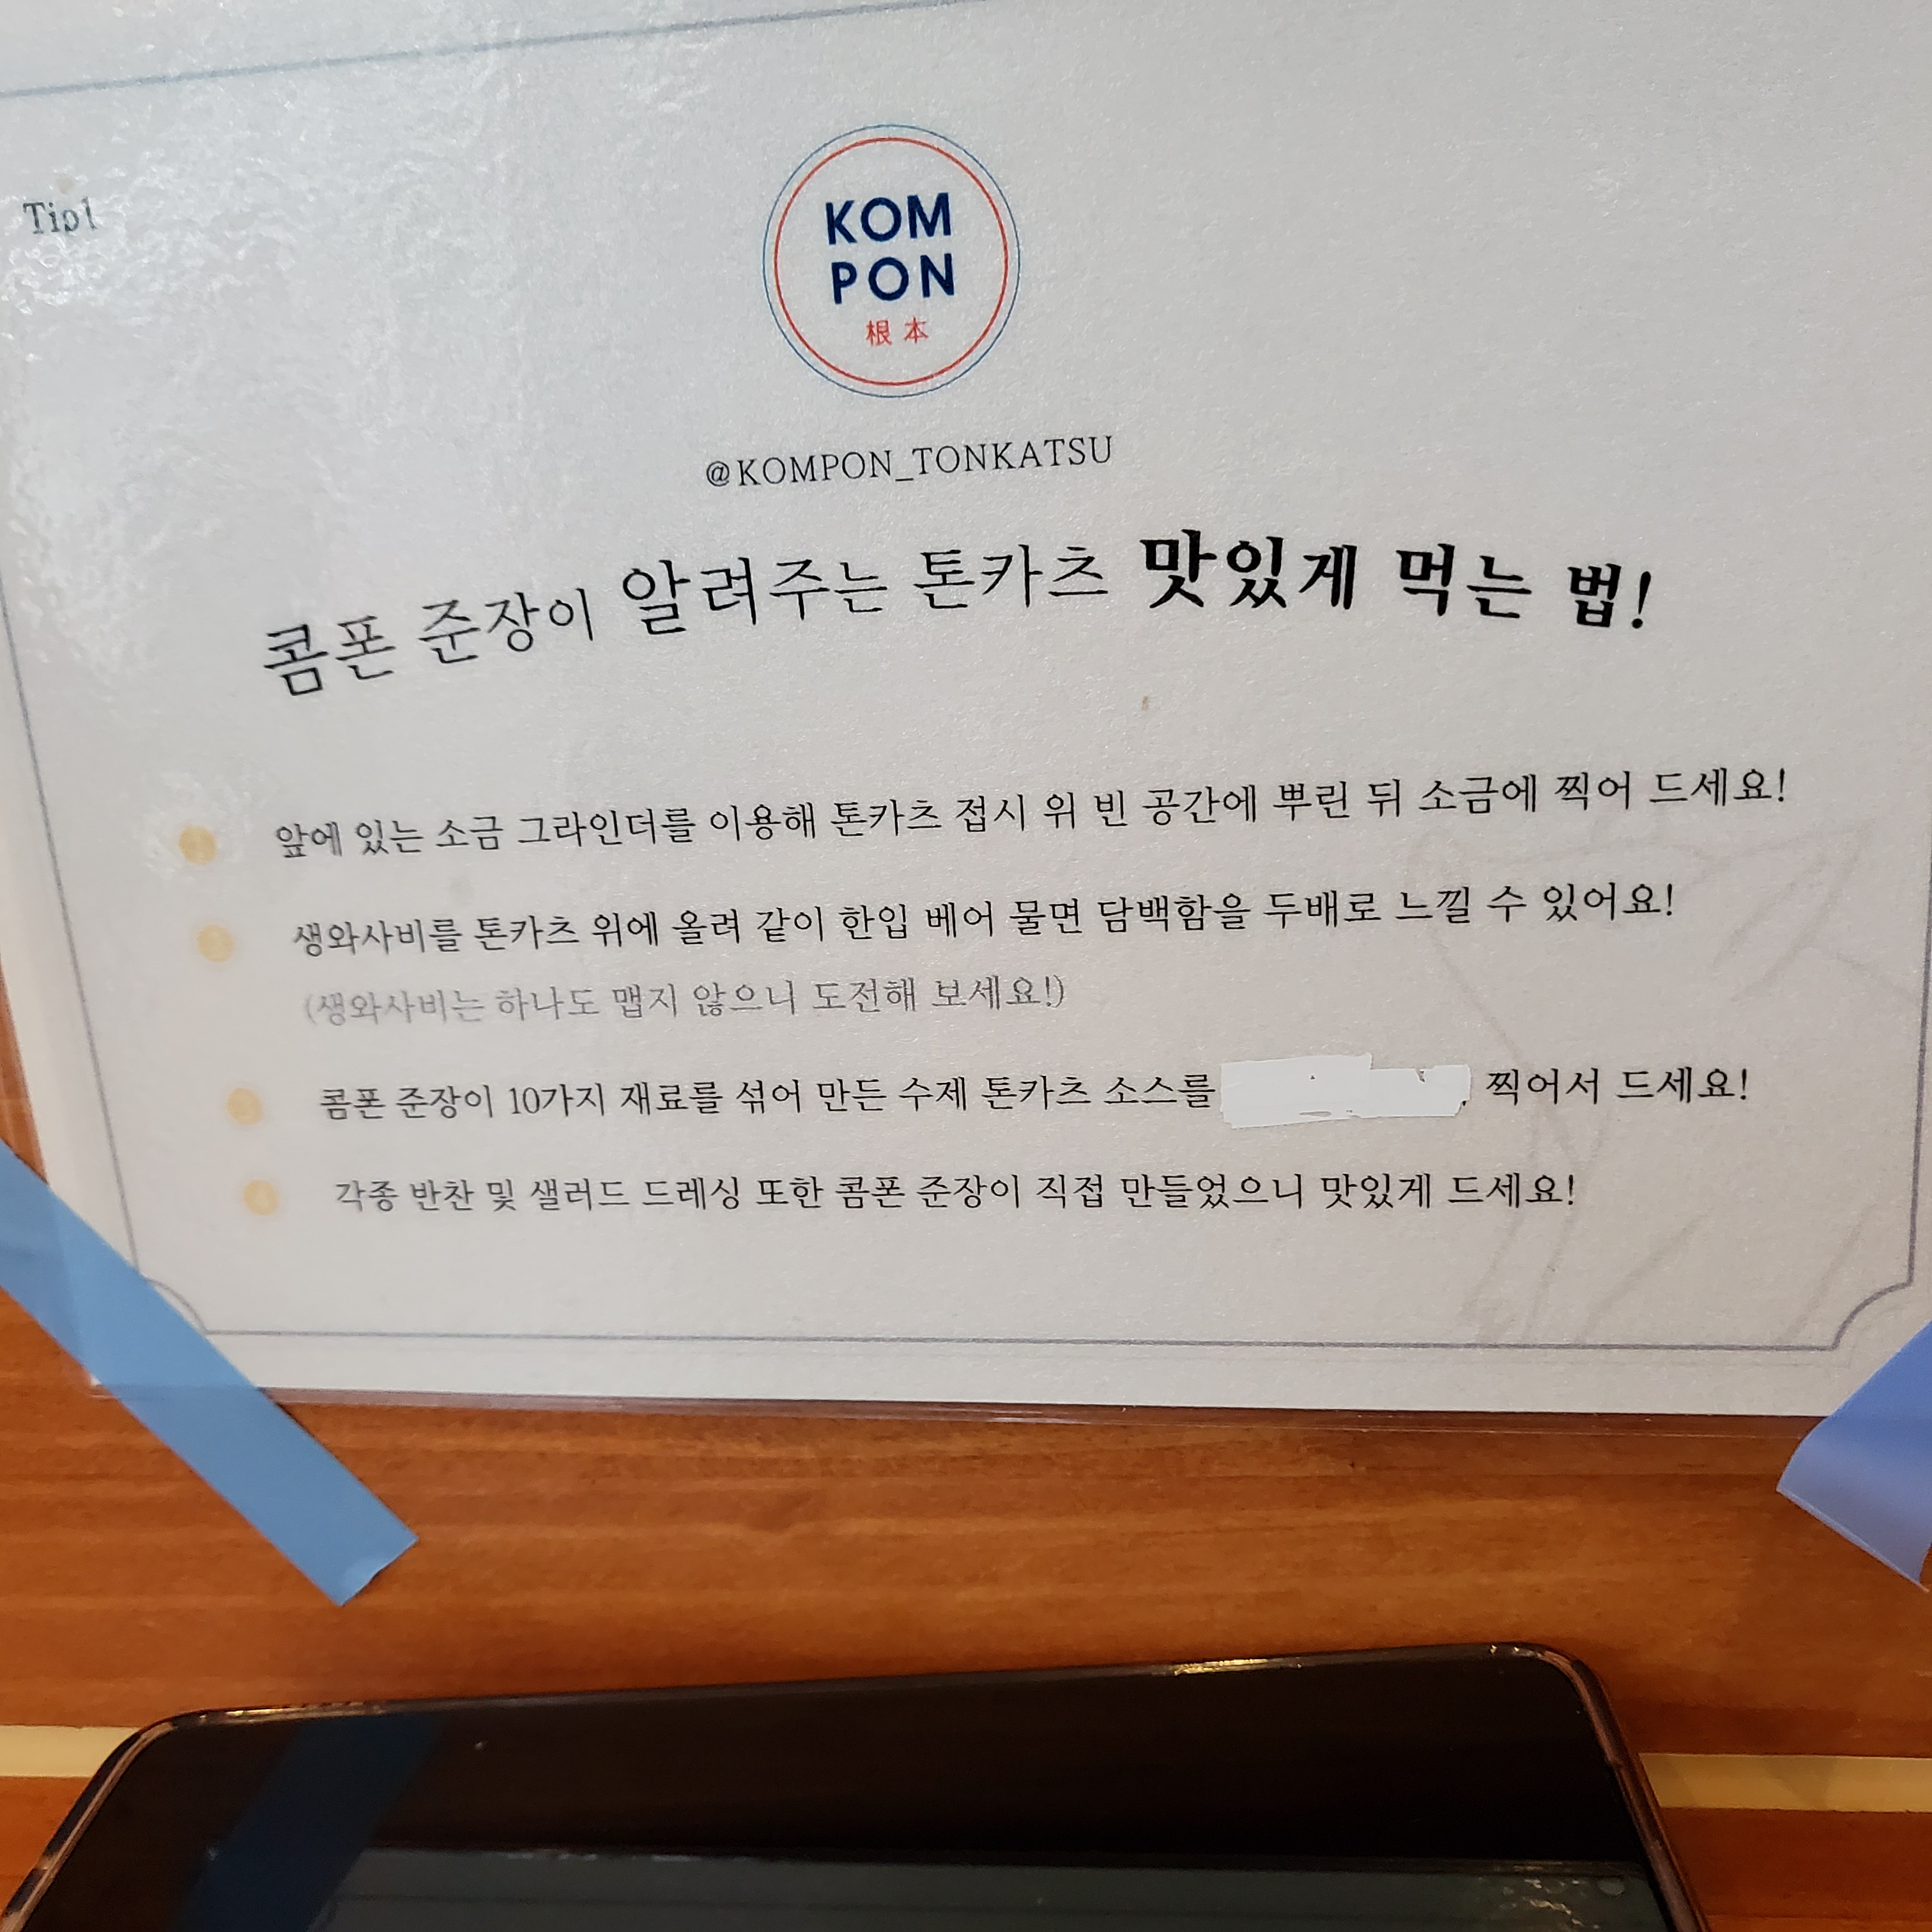 Tip!
KOM
PON
根本
@KOMPON_TONKATSU
콤폰 준장이 알려주는 톤카츠 맛있게 먹는 법!
1 앞에 있는 소금 그라인더를 이용해 톤카츠 접시 위 빈 공간에 뿌린 뒤 소금에 찍어 드세요!
2 생와사비를 톤카츠 위에 올려 같이 한입 베어 물면 담백함을 두배로 느낄 수 있어요!
(생와사비는 하나도 맵지 않으니 도전해 보세요!)
3 콤폰 준장이 10가지 재료를 섞어 만든 수제 톤카츠 소스를 찍어서 드세요!
4 각종 반찬 및 샐러드 드레싱 또한 콤폰 준장이 직접 만들었으니 맛있게 드세요!